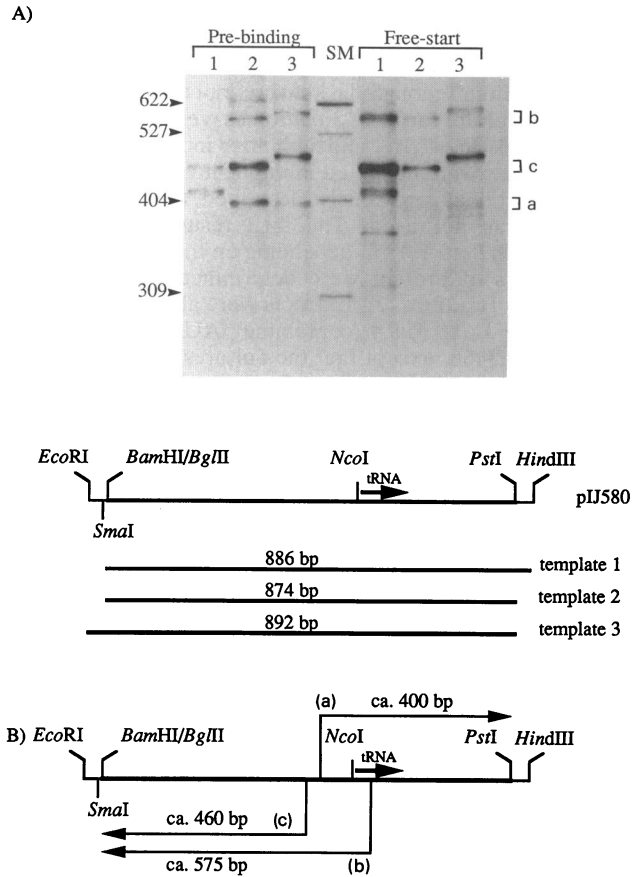 A)
Pre-binding SM Free-start
1 2 3 1 2 3
622
527
404
309
b
c
a
EcoRI BamHI/BglII NcoI tRNA PstI HindIII
pIJ580
SmaI
886 bp template 1
874 bp template 2
892 bp template 3
(a) ca. 400 bp
B) EcoRI BamHI/BglII NcoI tRNA PstI HindIII
SmaI
ca. 460 bp (c)
ca. 575 bp (b)